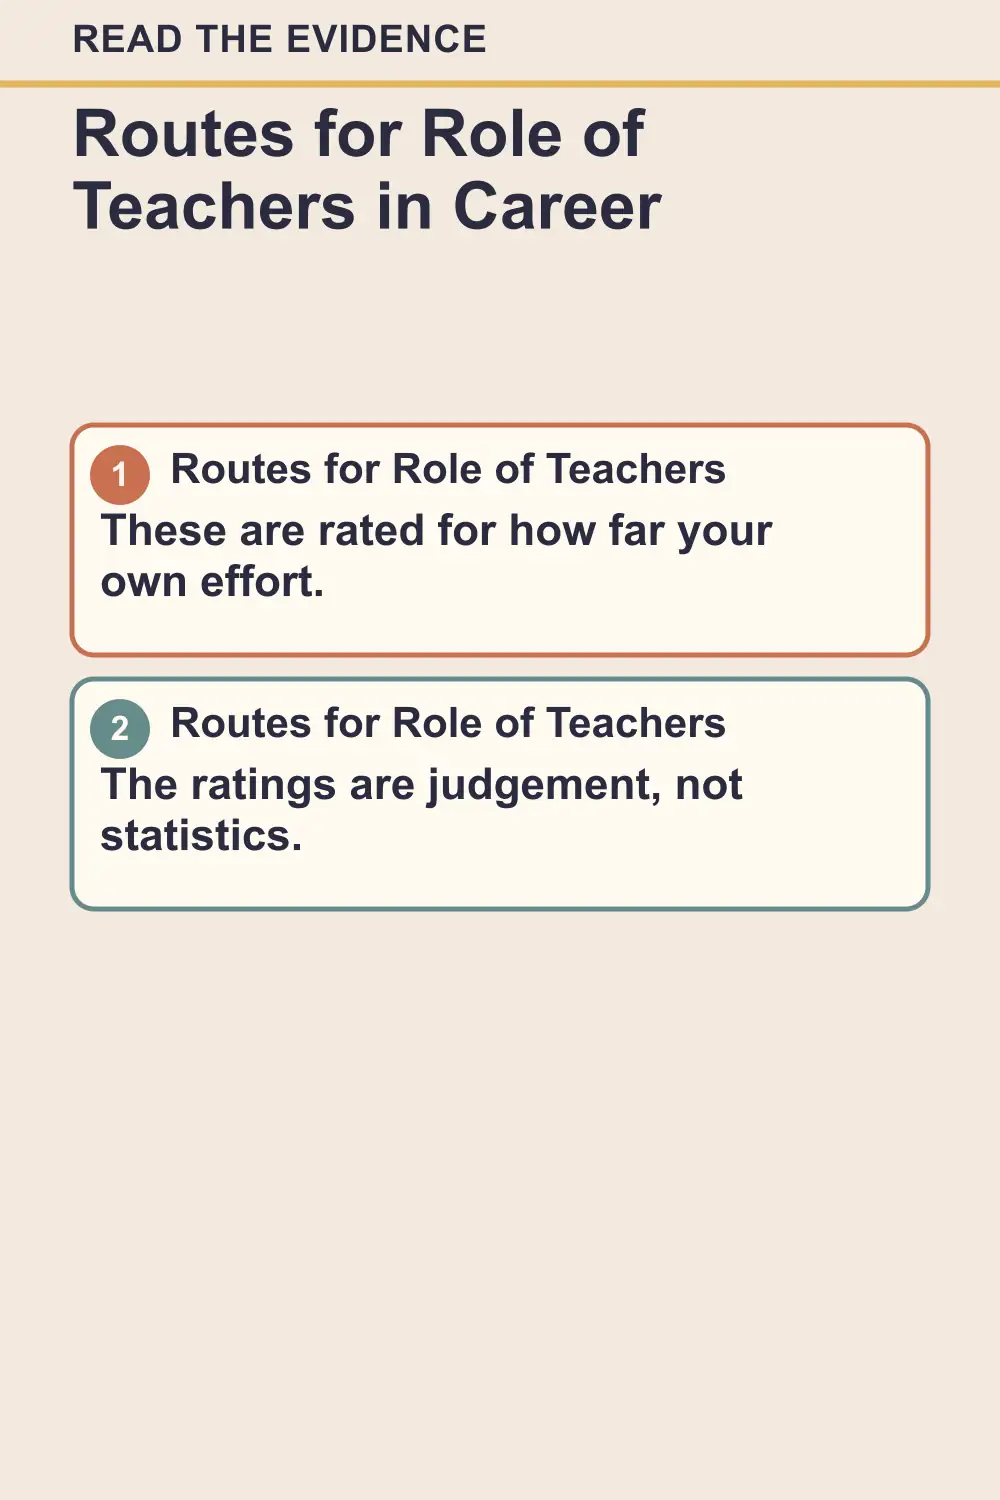 READ THE EVIDENCE
Routes for Role of
Teachers in Career
1 Routes for Role of Teachers
These are rated for how far your
own effort.
2 Routes for Role of Teachers
The ratings are judgement, not
statistics.